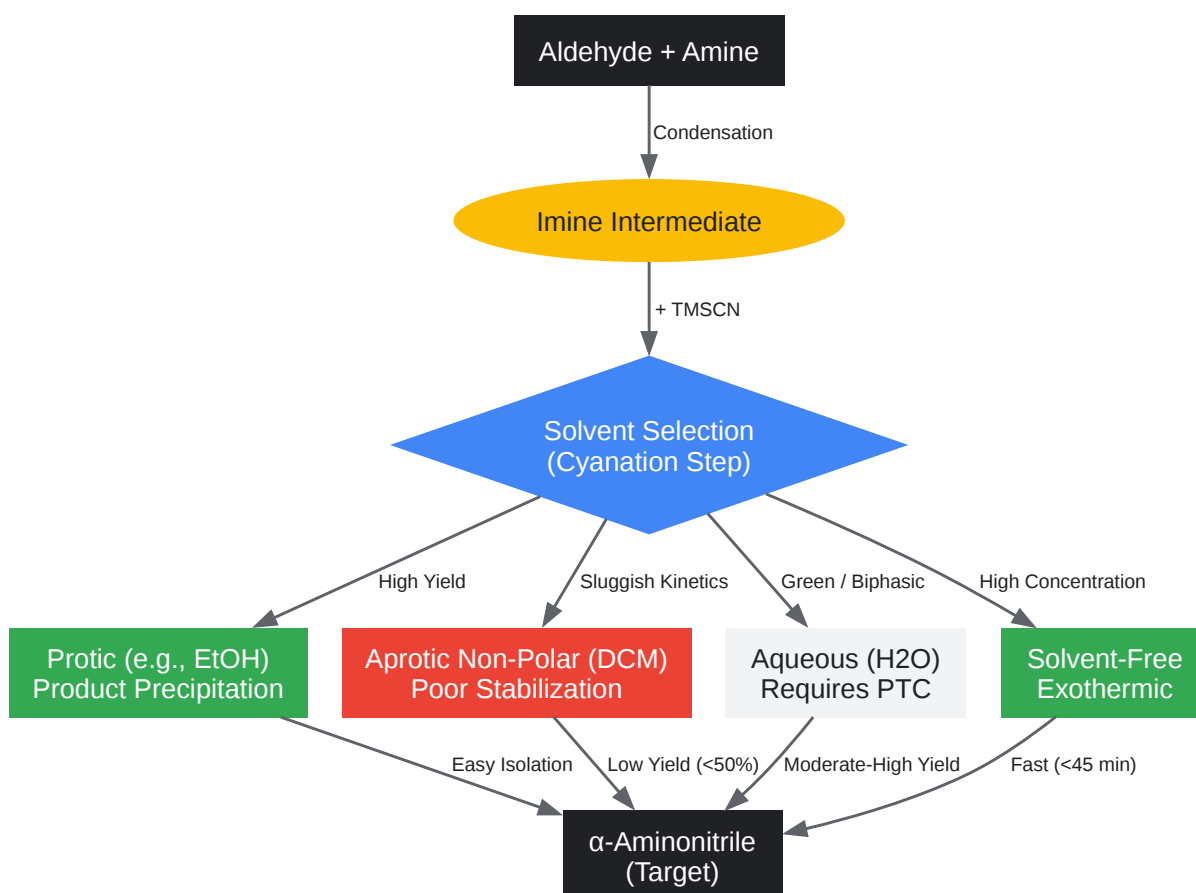 Aldehyde + Amine
Condensation
Imine Intermediate
+ TMSCN
Solvent Selection
(Cyanation Step)
High Yield
Sluggish Kinetics
Green / Biphasic
High Concentration
Protic (e.g., EtOH)
Product Precipitation
Aprotic Non-Polar (DCM)
Poor Stabilization
Aqueous (H2O)
Requires PTC
Solvent-Free
Exothermic
Easy Isolation
Low Yield (<50%)
Moderate-High Yield
Fast (<45 min)
α-Aminonitrile
(Target)